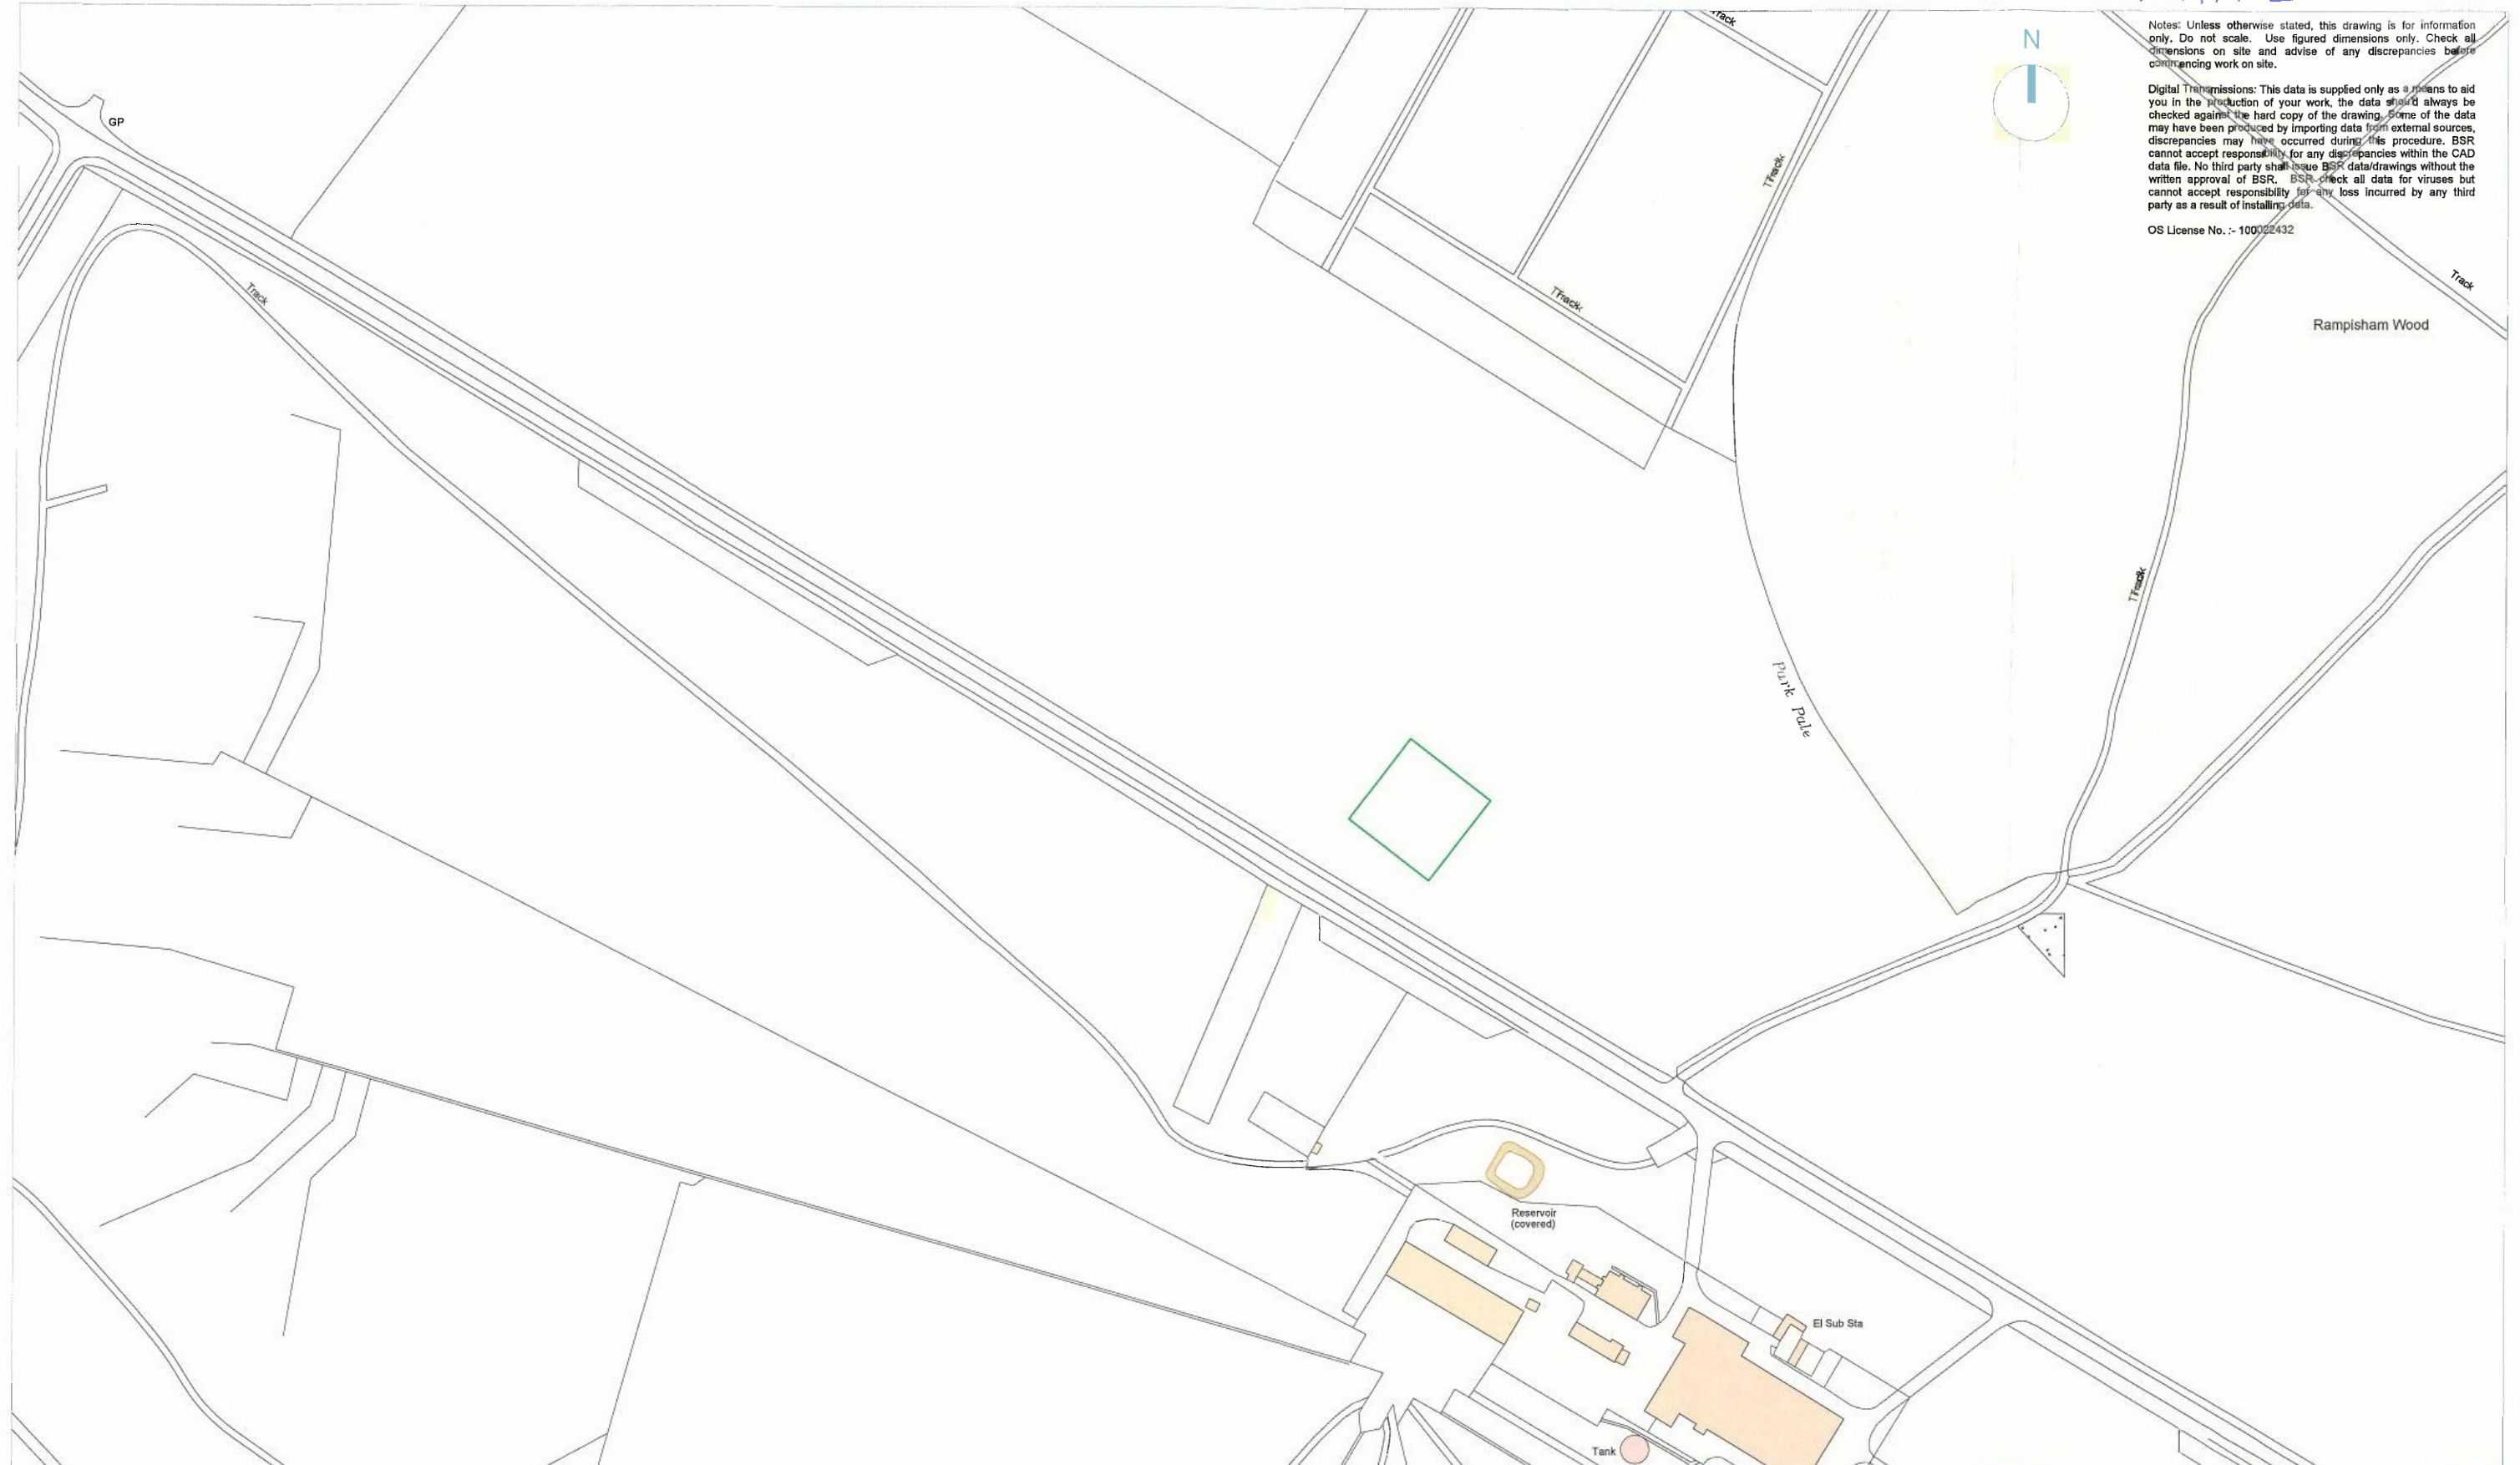 Track
N
Notes: Unless otherwise stated, this drawing is for information
only. Do not scale. Use figured dimensions only. Check all
dimensions on site and advise of any discrepancies before
commencing work on site.
Digital Transmissions: This data is supplied only as a means to aid
you in the production of your work, the data should always be
checked against the hard copy of the drawing. Some of the data
may have been produced by importing data from external sources,
discrepancies may have occurred during this procedure. BSR
cannot accept responsibility for any discrepancies within the CAD
data file. No third party shall issue BSR data/drawings without the
written approval of BSR. BSR check all data for viruses but
cannot accept responsibility for any loss incurred by any third
party as a result of installing data.
OS License No. :- 100022432
GP
Track
Track
Track
Track
Rampisham Wood
Track
Park Pale
Reservoir
(covered)
El Sub Sta
Tank